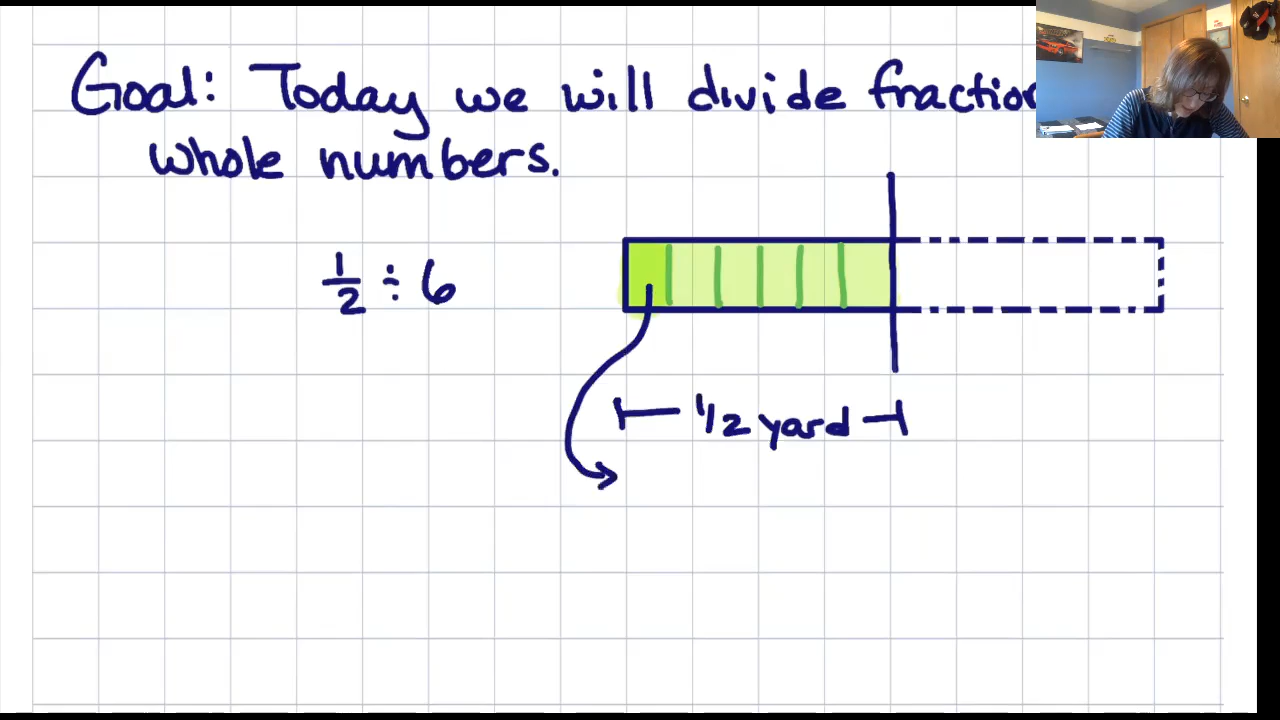 Goal: Today we will divide fraction
whole numbers.
1/2 ÷ 6
1/2 yard